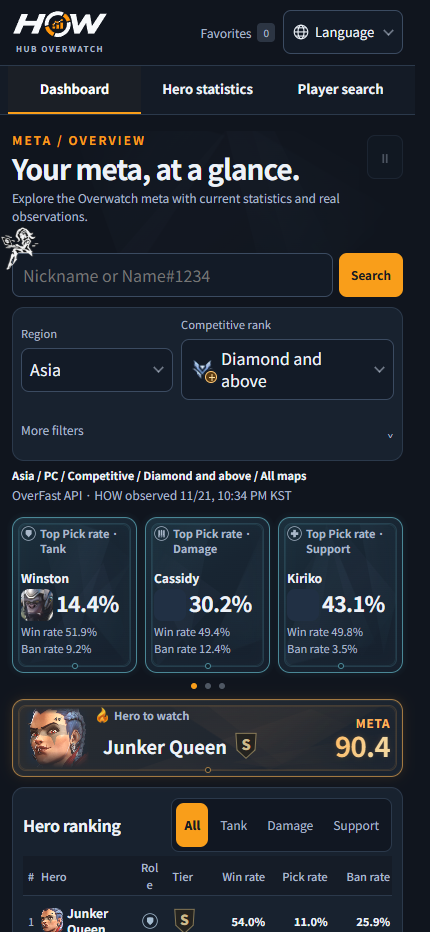 HOW
HUB OVERWATCH
Favorites 0
Language
Dashboard Hero statistics Player search
META / OVERVIEW
Your meta, at a glance.
Explore the Overwatch meta with current statistics and real
observations.
Nickname or Name#1234
Search
Region
Competitive rank
Asia
Diamond and
above
More filters
Asia / PC / Competitive / Diamond and above / All maps
OverFast API · HOW observed 11/21, 10:34 PM KST
Top Pick rate ·
Tank
Winston
14.4%
Win rate 51.9%
Ban rate 9.2%
Top Pick rate ·
Damage
Cassidy
30.2%
Win rate 49.4%
Ban rate 12.4%
Top Pick rate ·
Support
Kiriko
43.1%
Win rate 49.8%
Ban rate 3.5%
Hero to watch
Junker Queen S
META
90.4
Hero ranking
All Tank Damage Support
# Hero Rol
e Tier Win rate Pick rate Ban rate
1 Junker
Queen S 54.0% 11.0% 25.9%